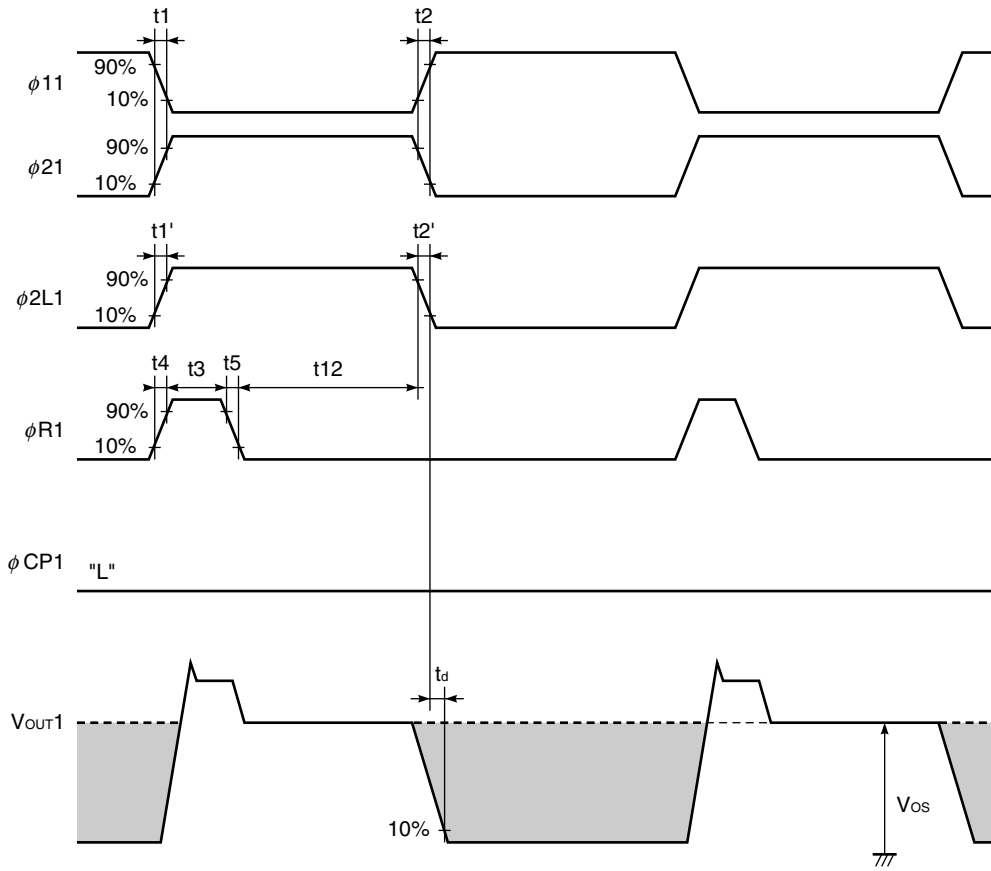 t1 t2
ϕ11 90%
10%
ϕ21 90%
10%
t1' t2'
ϕ2L1 90%
10%
t4 t3 t5 t12
ϕR1 90%
10%
ϕCP1 "L"
td
VOUT1
VOS
10%